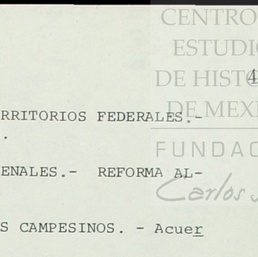 CENTRO
ESTUDIO
4
DE HISTO
RRITORIOS FEDERALES.-
DE MEX
.
FUNDAC
ENALES.- REFORMA AL-
Carlos
S CAMPESINOS. - Acuer